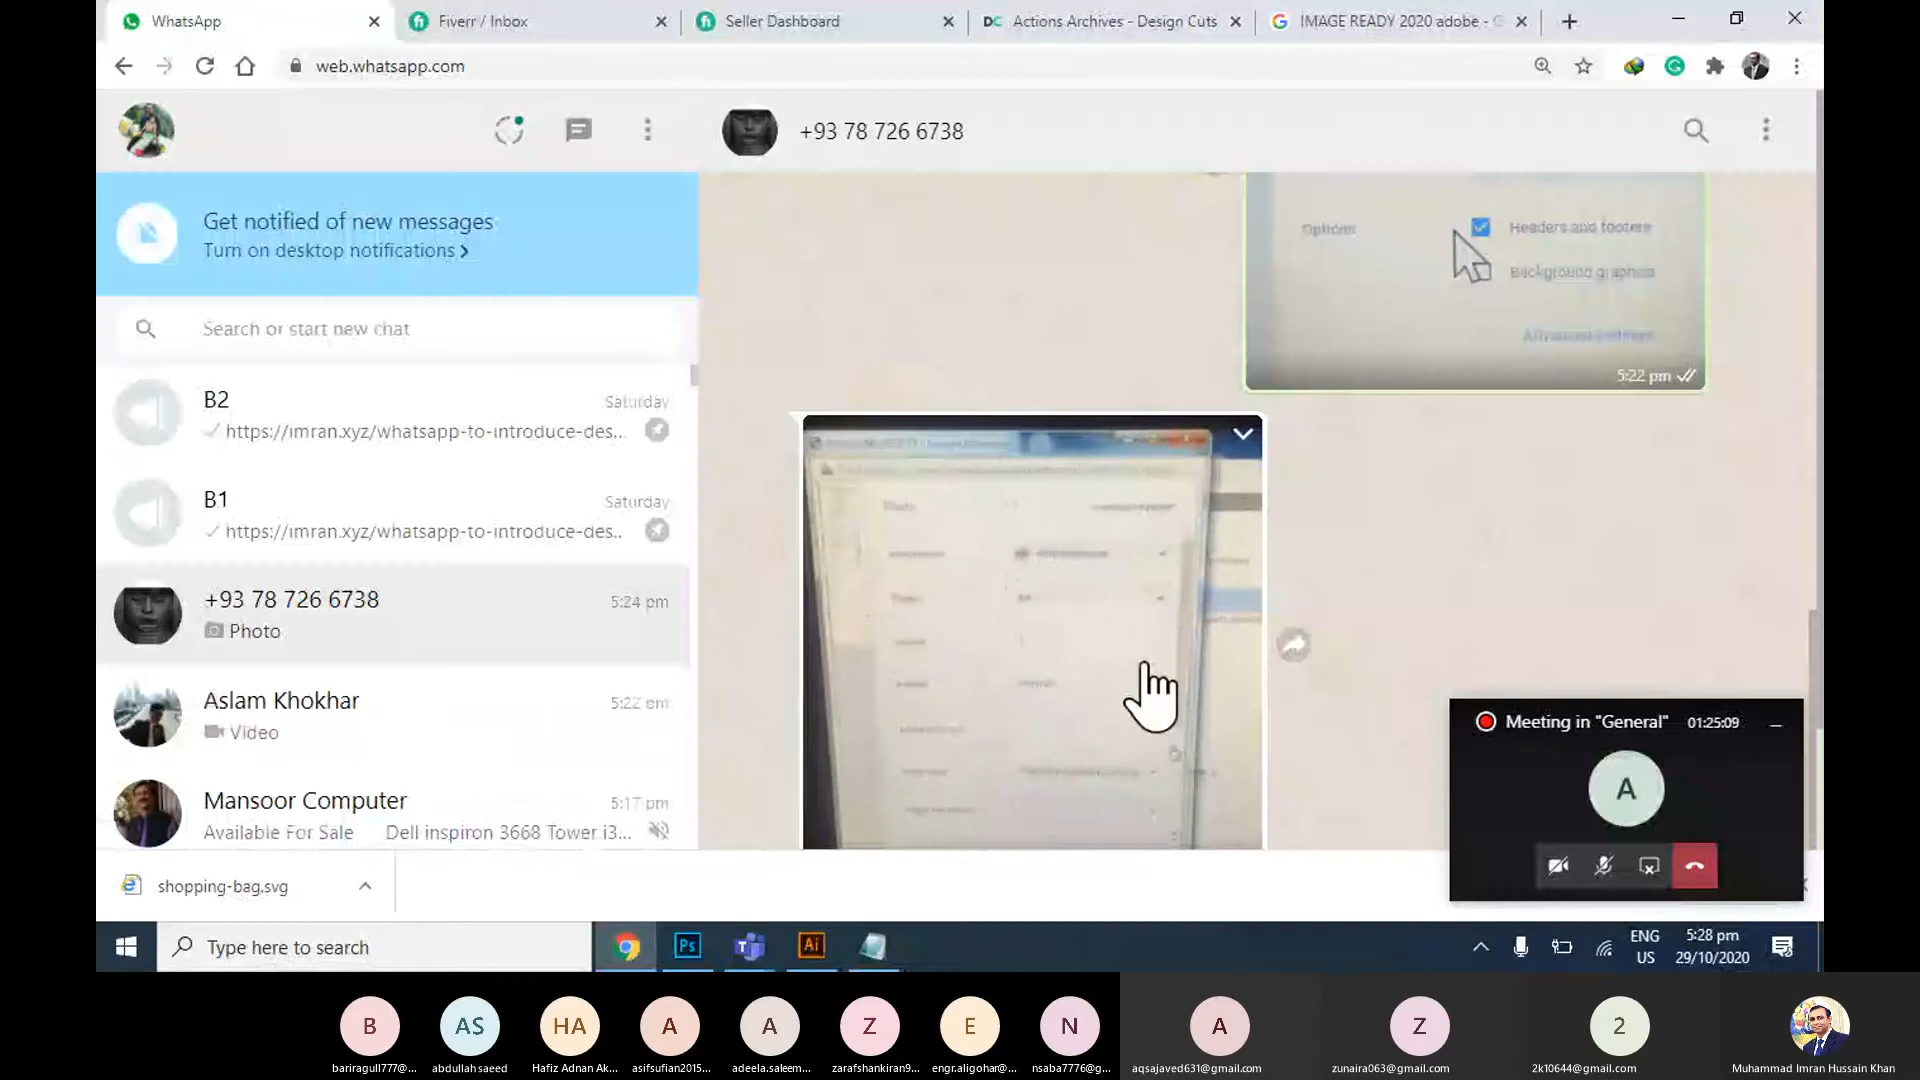 WhatsApp
Fiverr / Inbox
Seller Dashboard
DC Actions Archives - Design Cuts
IMAGE READY 2020 adobe - G
web.whatsapp.com
+93 78 726 6738
Get notified of new messages
Turn on desktop notifications >
Search or start new chat
B2
Saturday
https://imran.xyz/whatsapp-to-introduce-des...
B1
Saturday
https://imran.xyz/whatsapp-to-introduce-des...
+93 78 726 6738
5:24 pm
Photo
Aslam Khokhar
5:22 pm
Video
Mansoor Computer
5:17 pm
Available For Sale Dell inspiron 3668 Tower i3...
Options
Headers and footers
Background graphics
Advanced settings
5:22 pm
Meeting in "General" 01:25:09
A
shopping-bag.svg
Type here to search
Ps
Ai
ENG
US
5:28 pm
29/10/2020
B
AS
HA
A
A
Z
E
N
A
Z
2
bariragull777@...
abdullah saeed
Hafiz Adnan Ak...
asifsufian2015...
adeela.saleem...
zarafshankiran9...
engr.aligohar@...
nsaba7776@g...
aqsajaved631@gmail.com
zunaira063@gmail.com
2k10644@gmail.com
Muhammad Imran Hussain Khan